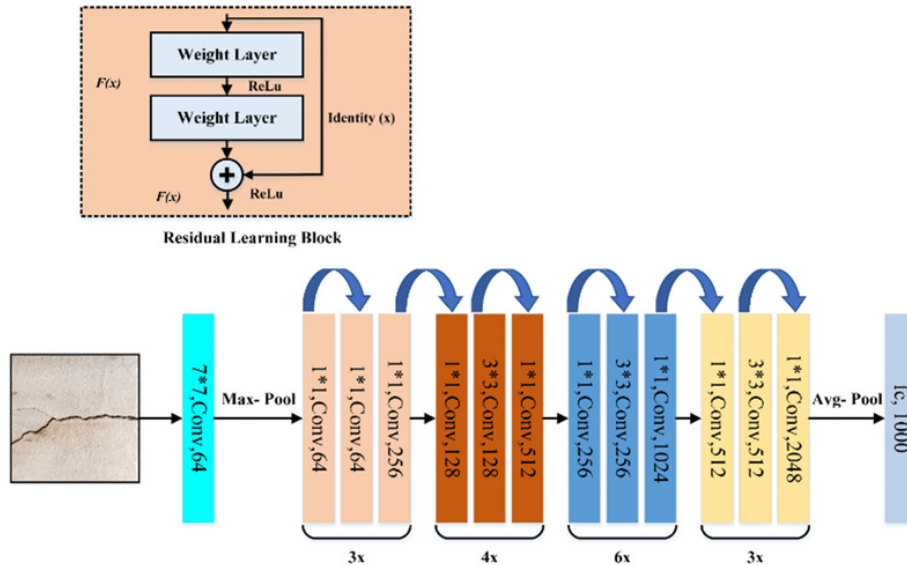 Weight Layer
F(x)
ReLu
Weight Layer
Identity (x)
+
F(x)
ReLu
Residual Learning Block
7*7,Conv,64
Max- Pool
1*1,Conv,64
1*1,Conv,64
1*1,Conv,256
1*1,Conv,128
3*3,Conv,128
1*1,Conv,512
1*1,Conv,256
3*3,Conv,256
1*1,Conv,1024
1*1,Conv,512
3*3,Conv,512
1*1,Conv,2048
Avg- Pool
fc, 1000
3x
4x
6x
3x